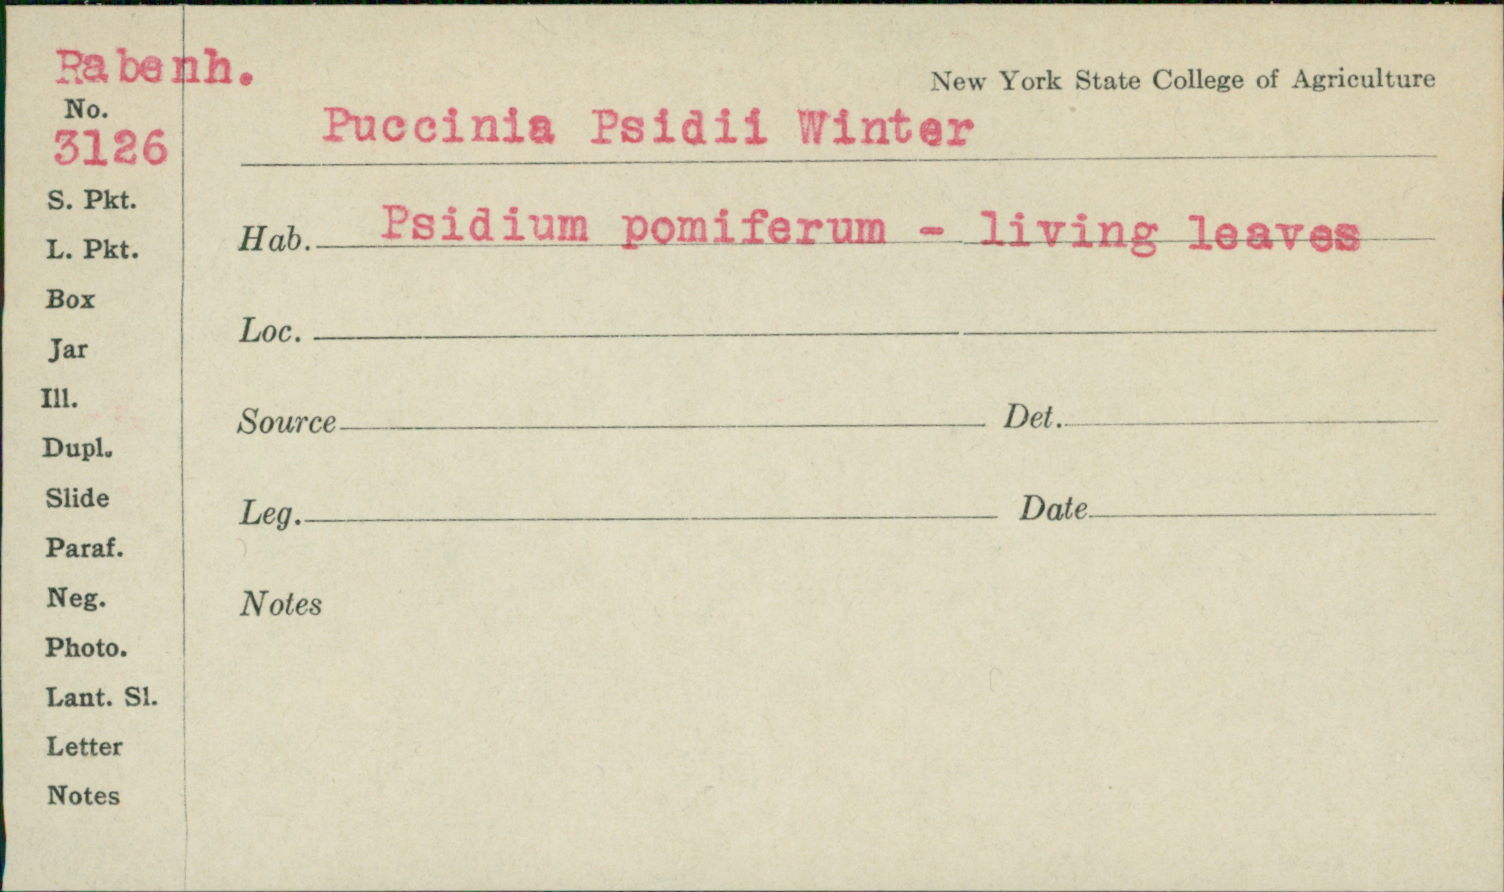 Rabenh.
New York State College of Agriculture
No.
3126
Puccinia Psidii Winter
S. Pkt.
Hab. Psidium pomiferum - living leaves
L. Pkt.
Box
Loc.
Jar
Ill.
Source Det.
Dupl.
Slide
Leg. Date
Paraf.
Neg.
Notes
Photo.
Lant. Sl.
Letter
Notes